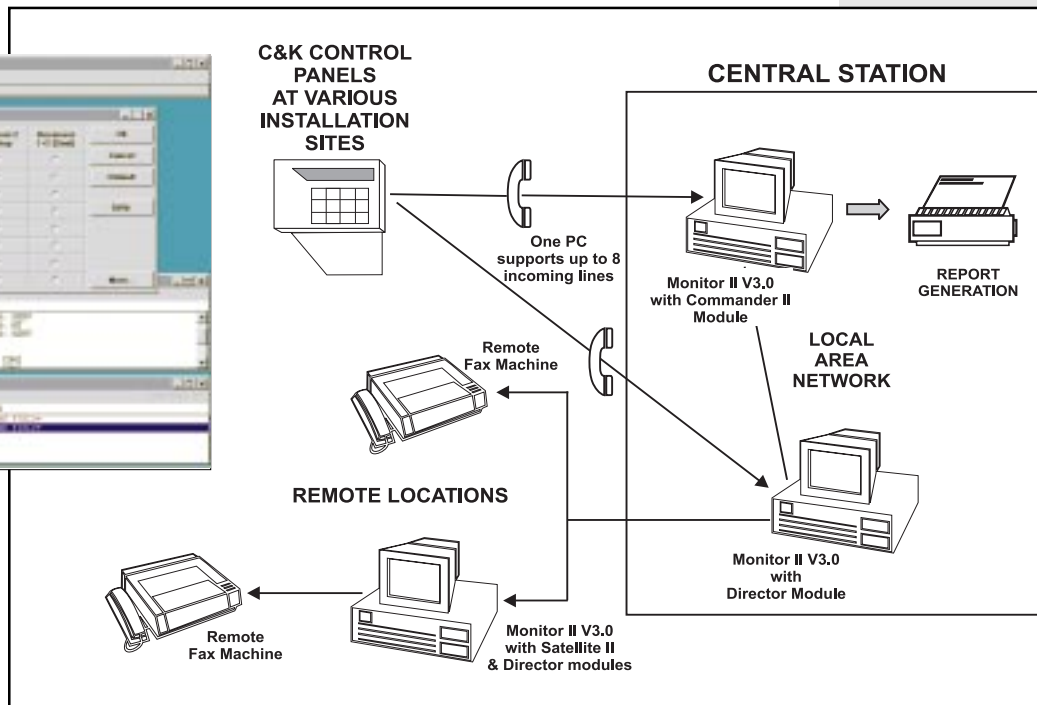 C&K CONTROL
PANELS
AT VARIOUS
INSTALLATION
SITES
CENTRAL STATION
One PC
supports up to 8
incoming lines
Monitor II V3.0
with Commander II
Module
REPORT
GENERATION
LOCAL
AREA
NETWORK
Remote
Fax Machine
REMOTE LOCATIONS
Monitor II V3.0
with
Director Module
Remote
Fax Machine
Monitor II V3.0
with Satellite II
& Director modules